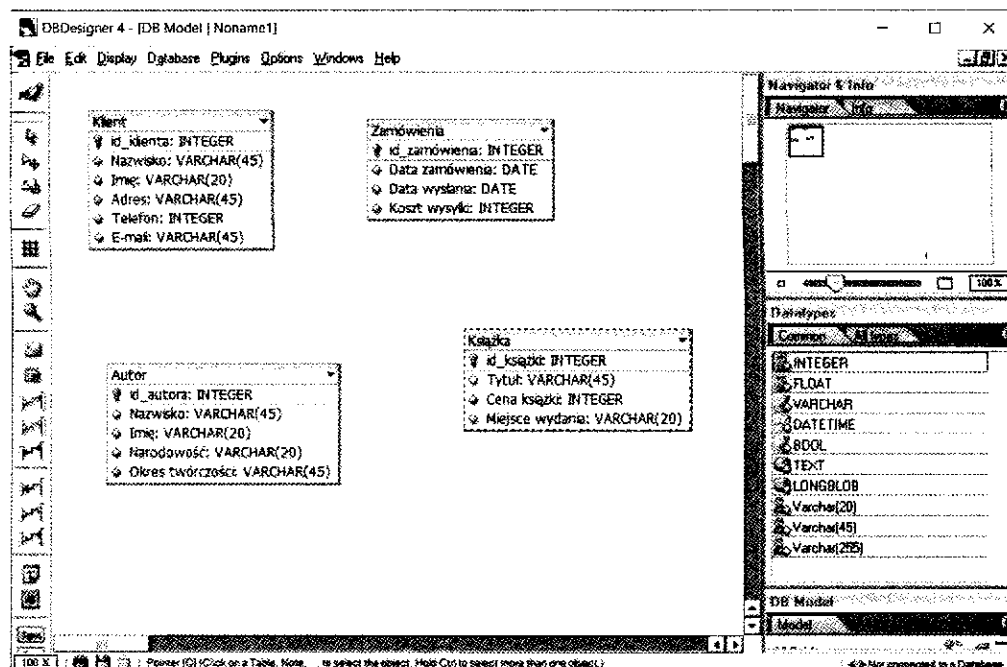 DBDesigner 4 - [DB Model | Noname1]
File Edit Display Database Plugins Options Windows Help
Klient
id_klienta: INTEGER
Nazwisko: VARCHAR(45)
Imię: VARCHAR(20)
Adres: VARCHAR(45)
Telefon: INTEGER
E-mail: VARCHAR(45)
Zamówienia
id_zamówienia: INTEGER
Data zamówienia: DATE
Data wysłania: DATE
Koszt wysyłki: INTEGER
Autor
id_autora: INTEGER
Nazwisko: VARCHAR(45)
Imię: VARCHAR(20)
Narodowość: VARCHAR(20)
Okres twórczości: VARCHAR(45)
Książka
id_książki: INTEGER
Tytuł: VARCHAR(45)
Cena książki: INTEGER
Miejsce wydania: VARCHAR(20)
Navigator & Info
Navigator Info
100%
Datatypes
Common All types
INTEGER
FLOAT
VARCHAR
DATETIME
BOOL
TEXT
LONGBLOB
Varchar(20)
Varchar(45)
Varchar(255)
DB Model
Model
100 % Pointer [Q] (Click on a Table, Note, ... to select the object. Hold Ctrl to select more than one object.)
Not connected to a Database